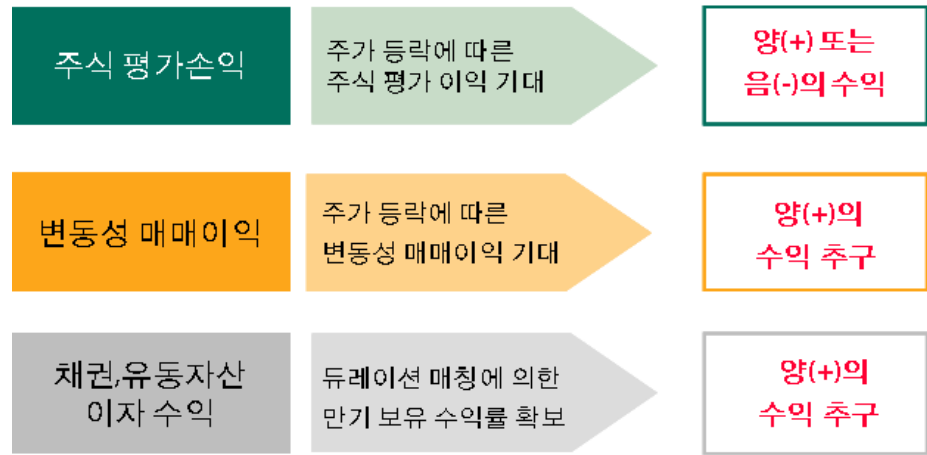 주식 평가손익
주가 등락에 따른
주식 평가 이익 기대
양(+) 또는
음(-)의 수익
변동성 매매이익
주가 등락에 따른
변동성 매매이익 기대
양(+)의
수익 추구
채권,유동자산
이자 수익
듀레이션 매칭에 의한
만기 보유 수익률 확보
양(+)의
수익 추구